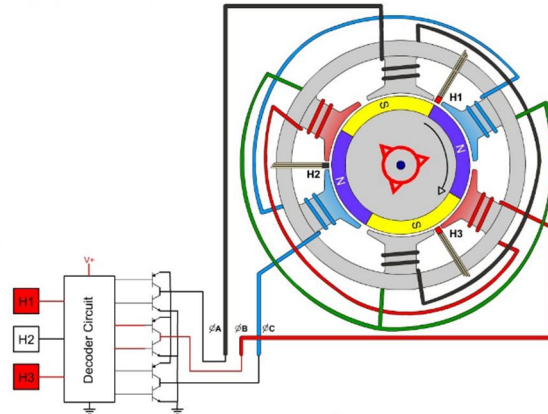 H1
S
N
H2
N
S
H3
V+
H1
H2
H3
Decoder Circuit
øA
øB
øC